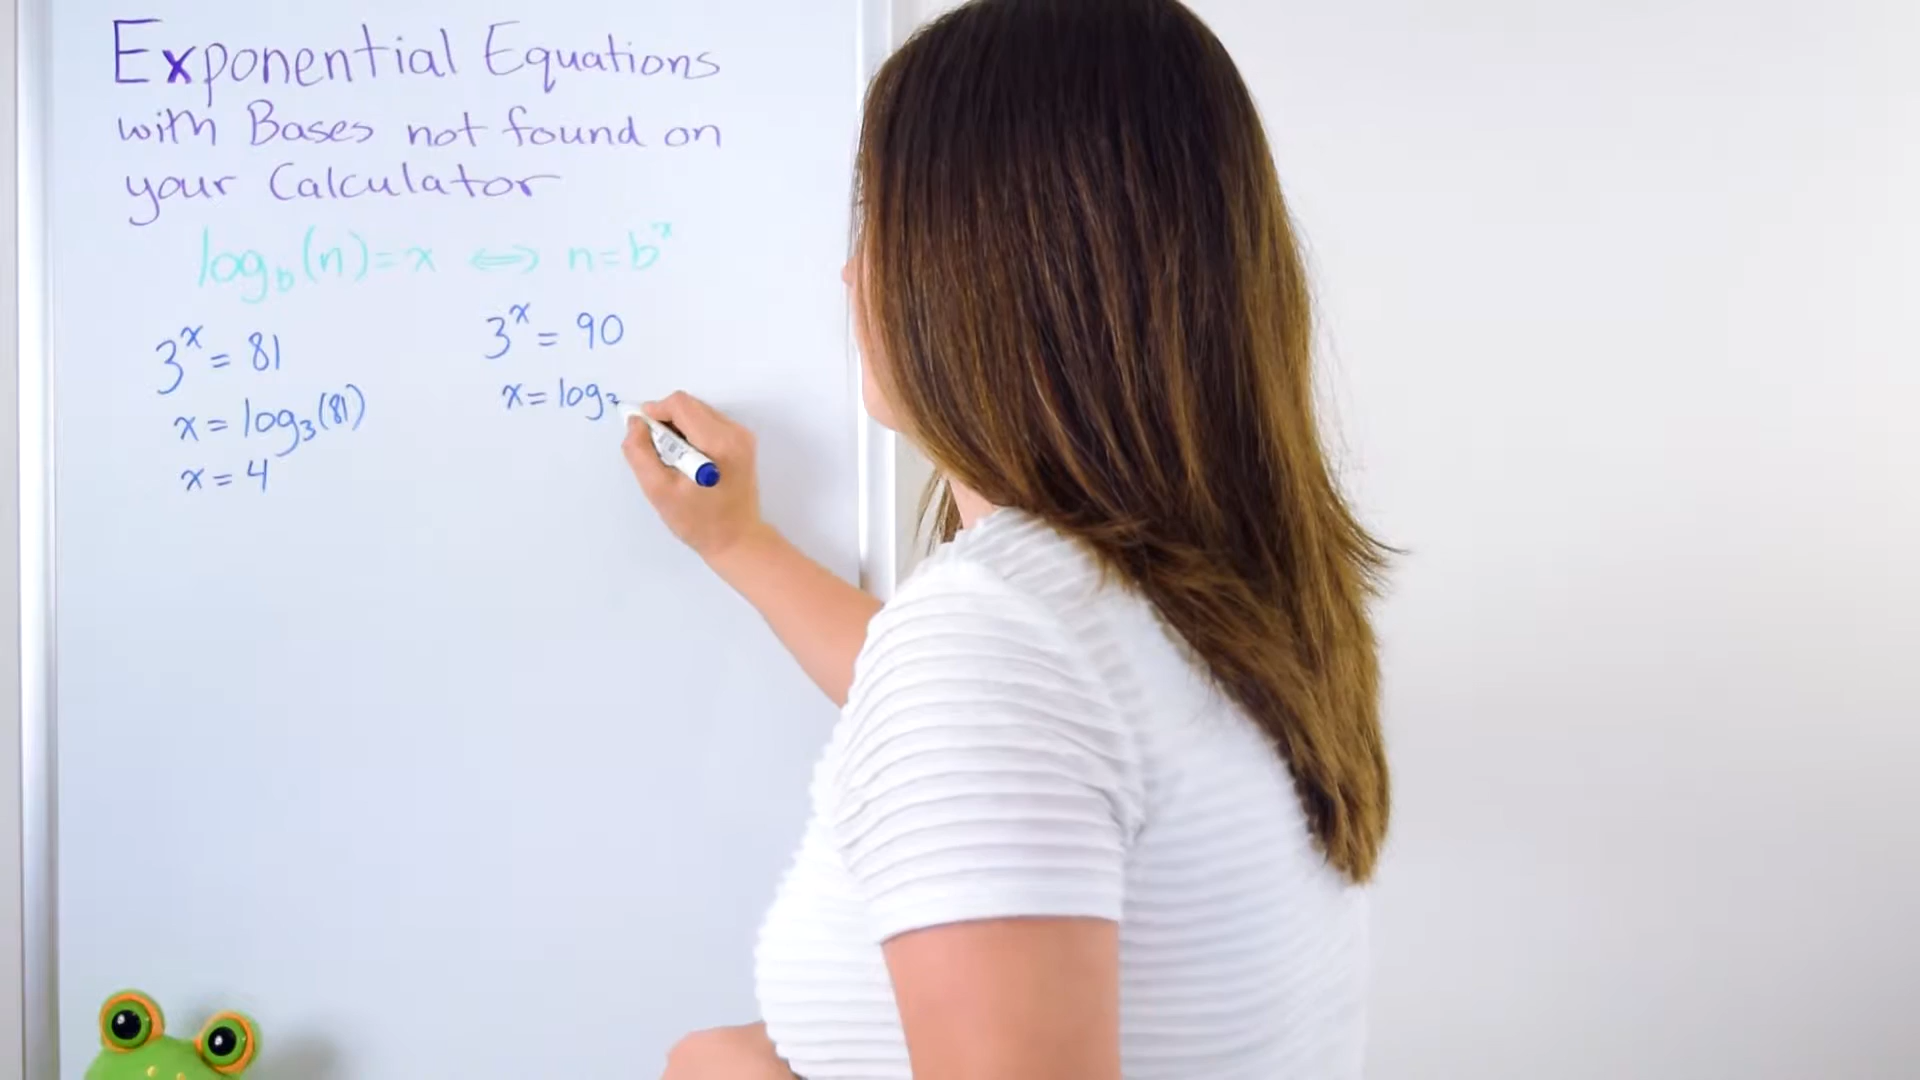 Exponential Equations
with Bases not found on
your Calculator
log_b(n)=x ⟺ n=b^x
3^x = 81
x = log_3(81)
x = 4
3^x = 90
x = log_3